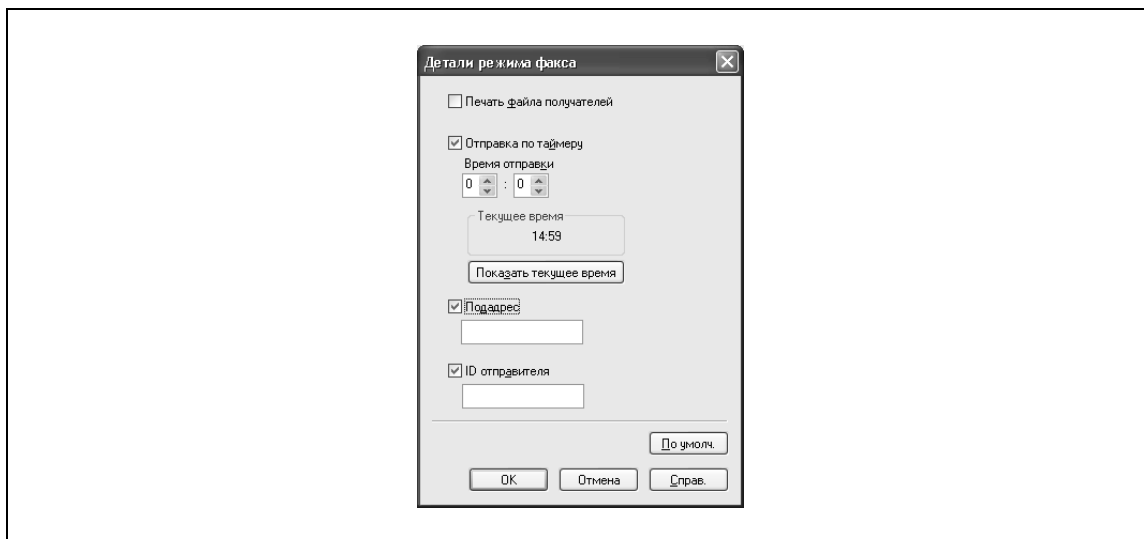 Детали режима факса
Печать файла получателей
Отправка по таймеру
Время отправки
0 : 0
Текущее время
14:59
Показать текущее время
Подадрес
ID отправителя
По умолч.
OK Отмена Справ.